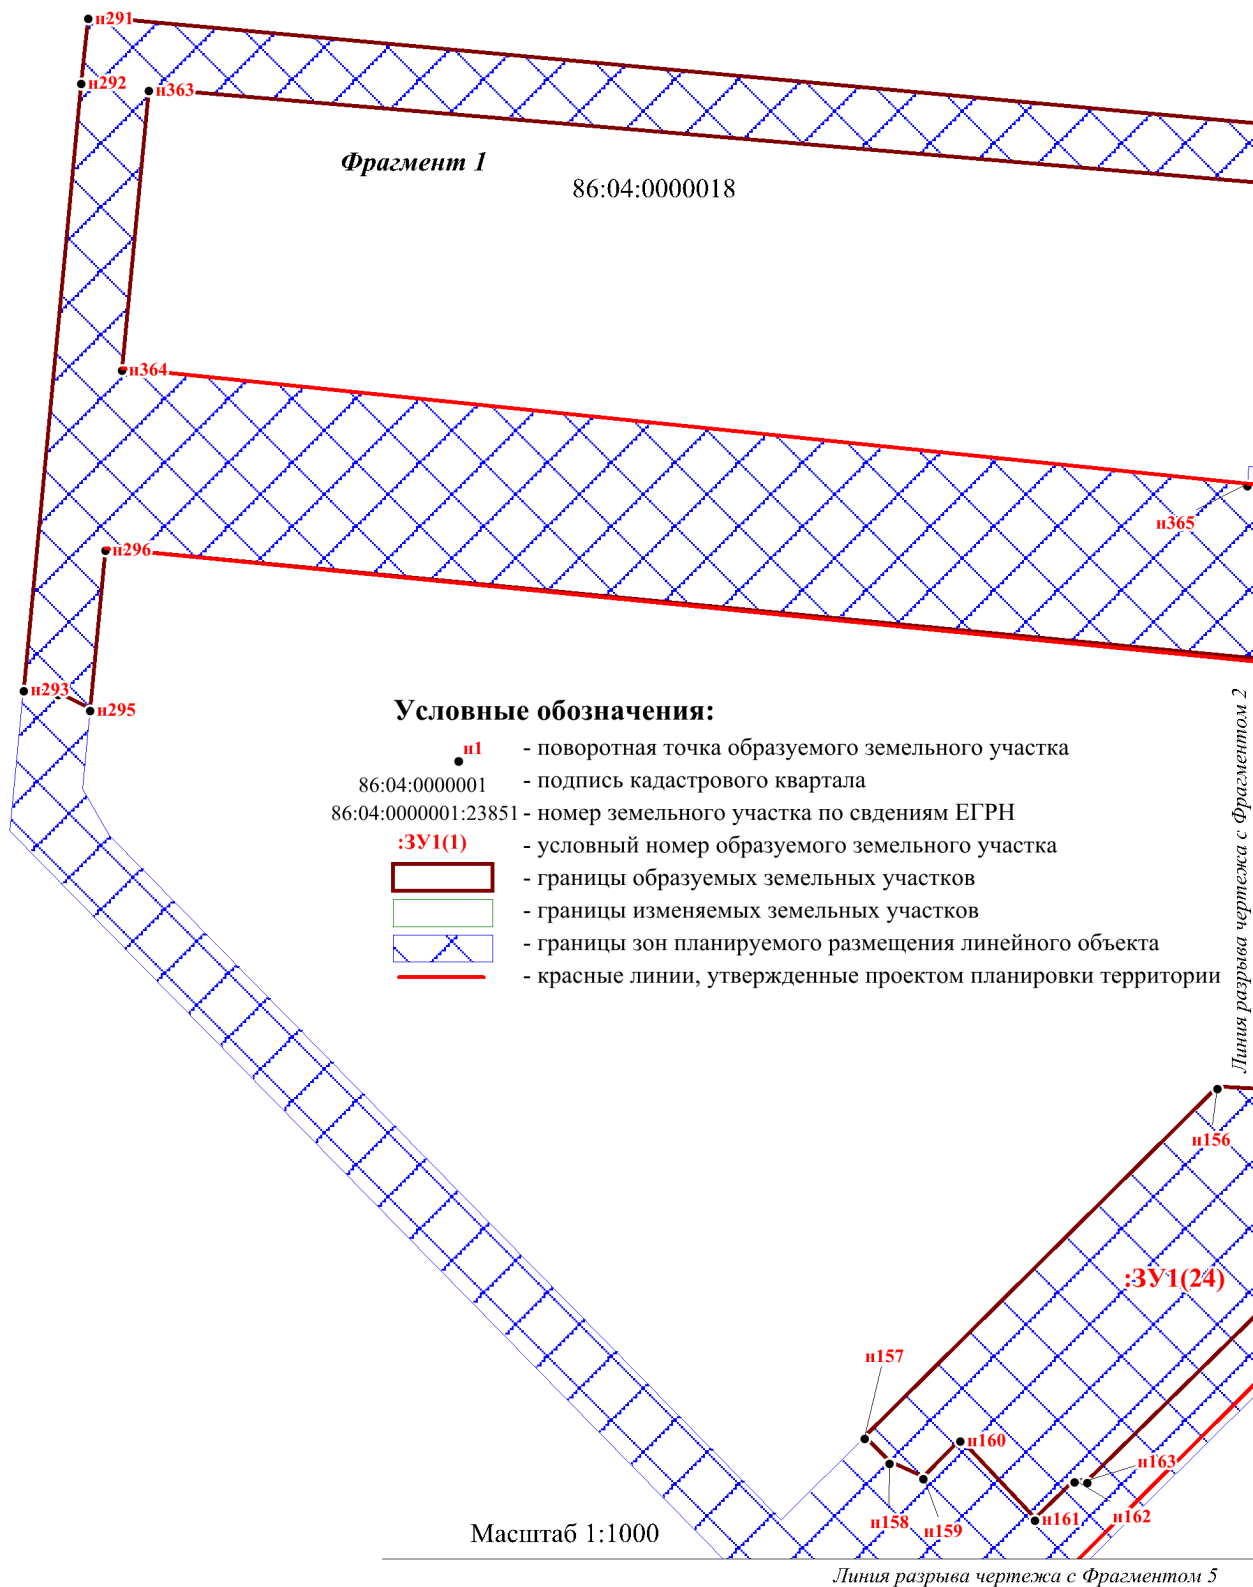 н291
н292
н363
Фрагмент 1
86:04:0000018
н364
н365
н296
н293
н295
Условные обозначения:
н1 - поворотная точка образуемого земельного участка
86:04:0000001 - подпись кадастрового квартала
86:04:0000001:23851 - номер земельного участка по свдениям ЕГРН
:ЗУ1(1) - условный номер образуемого земельного участка
- границы образуемых земельных участков
- границы изменяемых земельных участков
- границы зон планируемого размещения линейного объекта
- красные линии, утвержденные проектом планировки территории
Линия разрыва чертежа с Фрагментом 2
н156
:ЗУ1(24)
н157
н160
н163
н158
н159
н161
н162
Масштаб 1:1000
Линия разрыва чертежа с Фрагментом 5